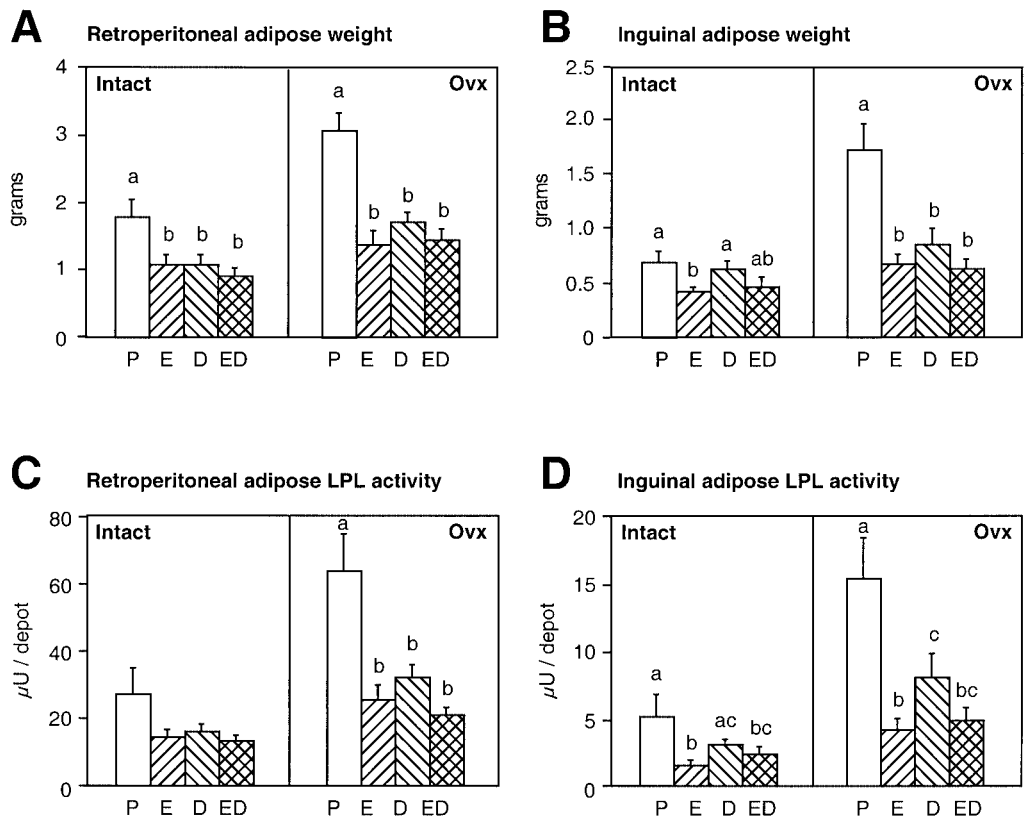 A Retroperitoneal adipose weight
4
3
2
1
0
grams
Intact
Ovx
a
b
b
b
a
b
b
b
P E D ED
P E D ED
B Inguinal adipose weight
2.5
2.0
1.5
1.0
0.5
0
grams
Intact
Ovx
a
b
a
ab
a
b
b
b
P E D ED
P E D ED
C Retroperitoneal adipose LPL activity
80
60
40
20
0
µU / depot
Intact
Ovx
a
b
b
b
P E D ED
P E D ED
D Inguinal adipose LPL activity
20
15
10
5
0
µU / depot
Intact
Ovx
a
b
ac
bc
a
b
c
bc
P E D ED
P E D ED